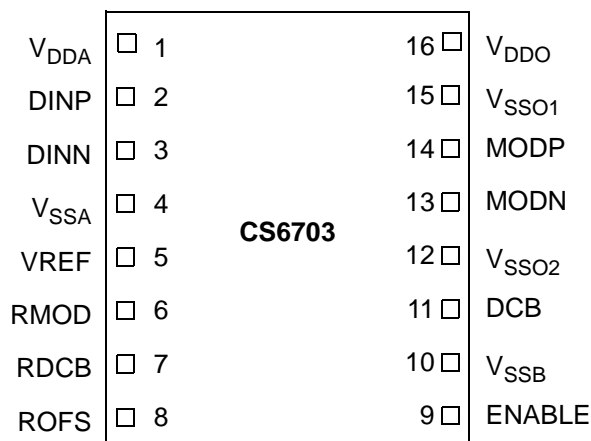 VDDA 1 16 VDDO
DINP 2 15 VSSO1
DINN 3 14 MODP
VSSA 4 13 MODN
CS6703
VREF 5 12 VSSO2
RMOD 6 11 DCB
RDCB 7 10 VSSB
ROFS 8 9 ENABLE